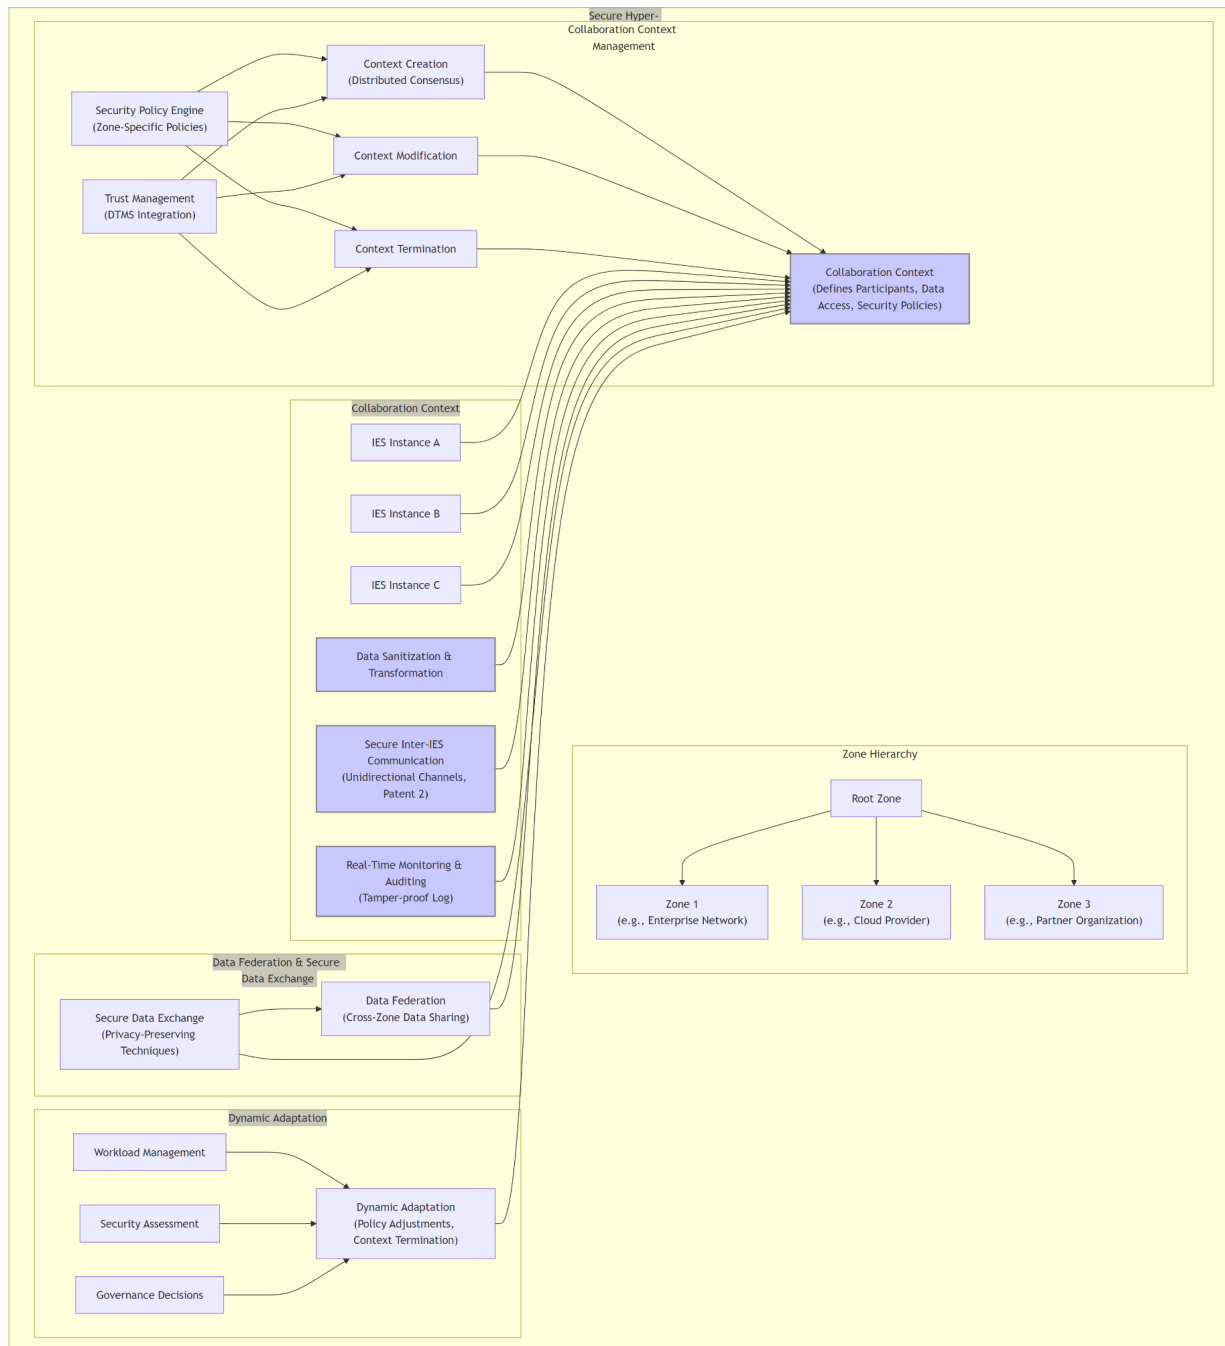 Secure Hyper-
Collaboration Context
Management
Context Creation
(Distributed Consensus)
Security Policy Engine
(Zone-Specific Policies)
Context Modification
Trust Management
(DTMS Integration)
Context Termination
Collaboration Context
(Defines Participants, Data
Access, Security Policies)
Collaboration Context
IES Instance A
IES Instance B
IES Instance C
Data Sanitization &
Transformation
Secure Inter-IES
Communication
(Unidirectional Channels,
Patent 2)
Real-Time Monitoring &
Auditing
(Tamper-proof Log)
Zone Hierarchy
Root Zone
Zone 1
(e.g., Enterprise Network)
Zone 2
(e.g., Cloud Provider)
Zone 3
(e.g., Partner Organization)
Data Federation & Secure
Data Exchange
Data Federation
(Cross-Zone Data Sharing)
Secure Data Exchange
(Privacy-Preserving
Techniques)
Dynamic Adaptation
Workload Management
Security Assessment
Governance Decisions
Dynamic Adaptation
(Policy Adjustments,
Context Termination)